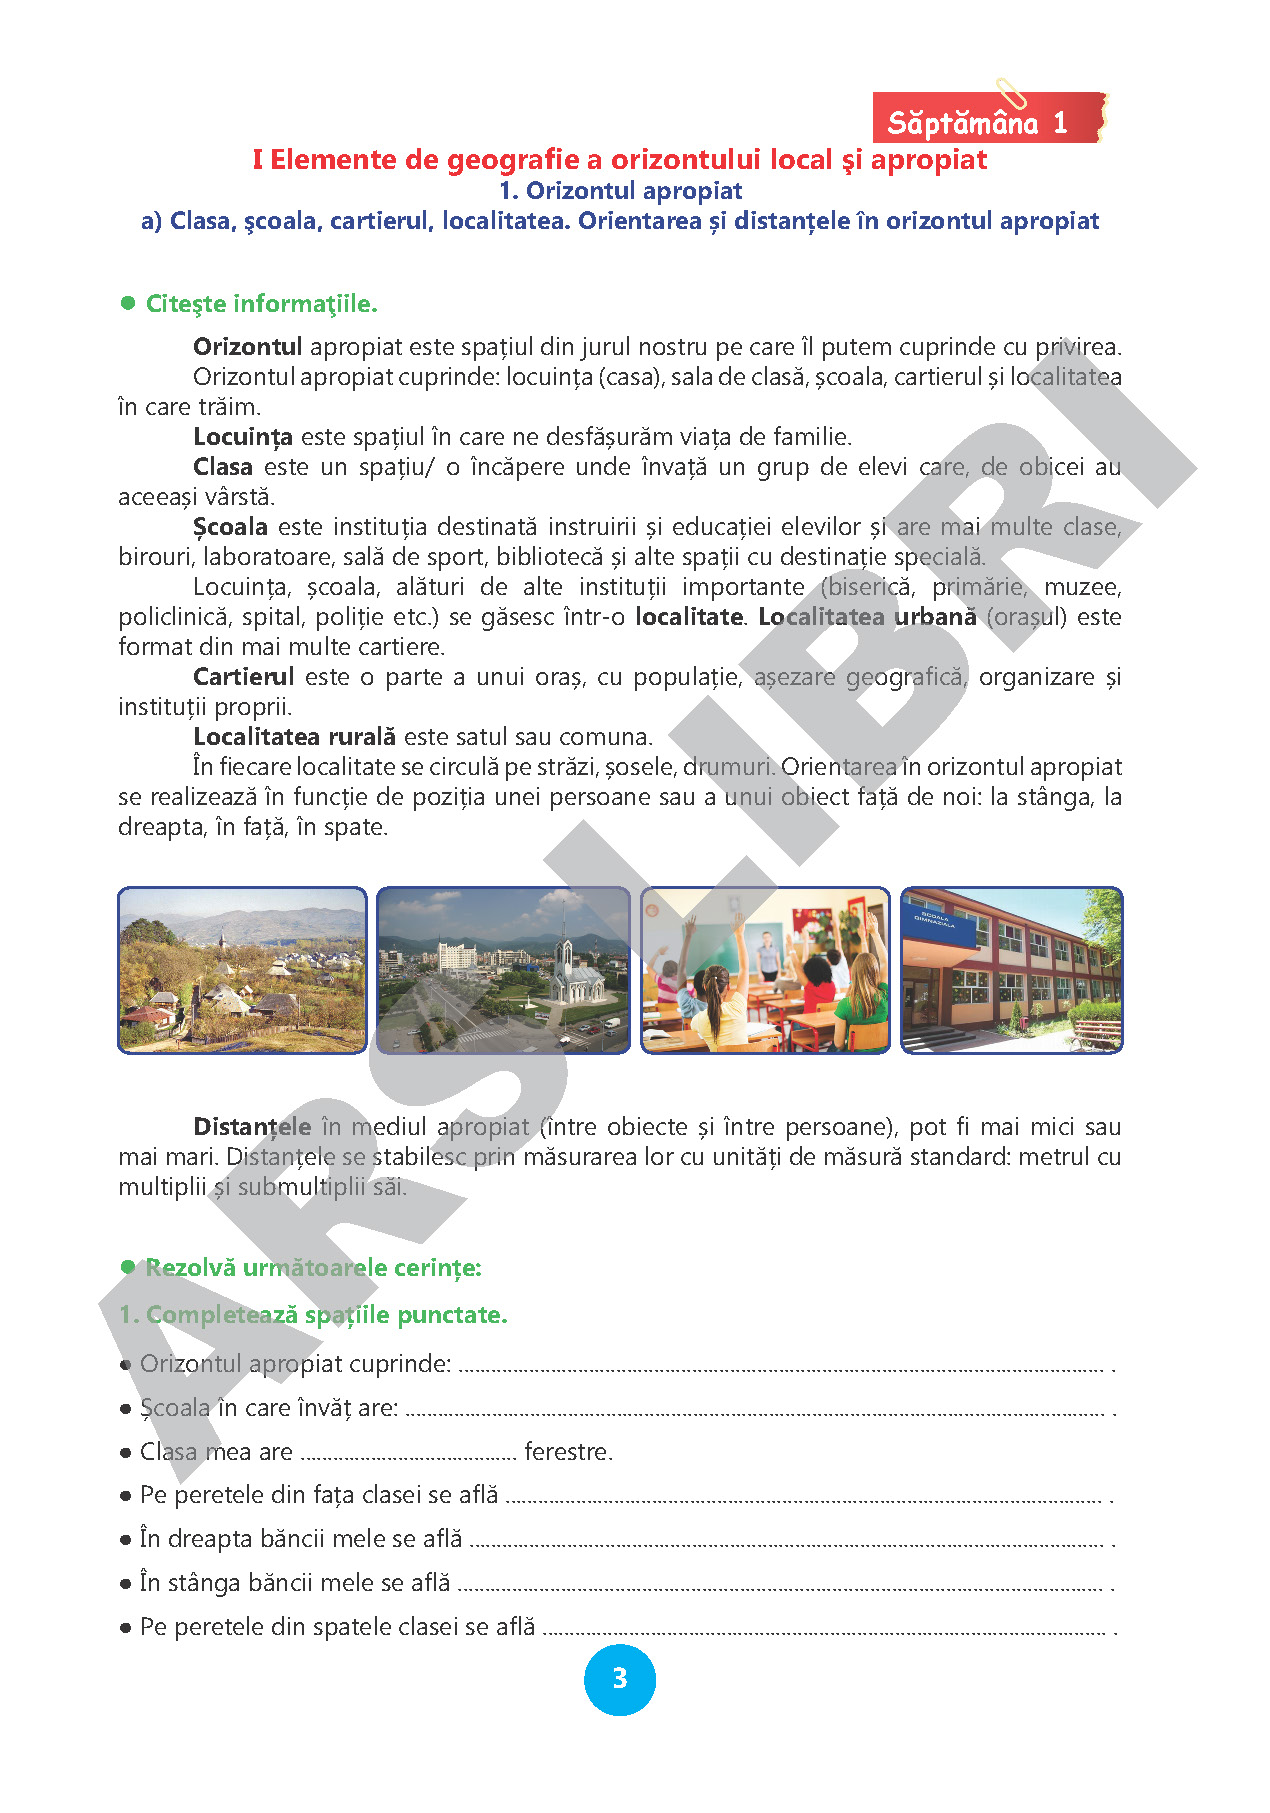 Săptămâna 1
I Elemente de geografie a orizontului local şi apropiat
1. Orizontul apropiat
a) Clasa, şcoala, cartierul, localitatea. Orientarea și distanțele în orizontul apropiat
● Citeşte informaţiile.
Orizontul apropiat este spațiul din jurul nostru pe care îl putem cuprinde cu privirea.
Orizontul apropiat cuprinde: locuința (casa), sala de clasă, școala, cartierul și localitatea
în care trăim.
Locuința este spațiul în care ne desfășurăm viața de familie.
Clasa este un spațiu/ o încăpere unde învață un grup de elevi care, de obicei au
aceeași vârstă.
Școala este instituția destinată instruirii și educației elevilor și are mai multe clase,
birouri, laboratoare, sală de sport, bibliotecă și alte spații cu destinație specială.
Locuința, școala, alături de alte instituții importante (biserică, primărie, muzee,
policlinică, spital, poliție etc.) se găsesc într-o localitate. Localitatea urbană (orașul) este
format din mai multe cartiere.
Cartierul este o parte a unui oraș, cu populație, așezare geografică, organizare și
instituții proprii.
Localitatea rurală este satul sau comuna.
În fiecare localitate se circulă pe străzi, șosele, drumuri. Orientarea în orizontul apropiat
se realizează în funcție de poziția unei persoane sau a unui obiect față de noi: la stânga, la
dreapta, în față, în spate.
ȘCOALA
GIMNAZIALĂ
Distanțele în mediul apropiat (între obiecte și între persoane), pot fi mai mici sau
mai mari. Distanțele se stabilesc prin măsurarea lor cu unități de măsură standard: metrul cu
multiplii și submultiplii săi.
● Rezolvă următoarele cerințe:
1. Completează spațiile punctate.
● Orizontul apropiat cuprinde: ........................................................................................................................ .
● Școala în care învăț are: .................................................................................................................................. .
● Clasa mea are ........................................ ferestre.
● Pe peretele din fața clasei se află .............................................................................................................. .
● În dreapta băncii mele se află ..................................................................................................................... .
● În stânga băncii mele se află ....................................................................................................................... .
● Pe peretele din spatele clasei se află ........................................................................................................ .
3
ARS LIBRI